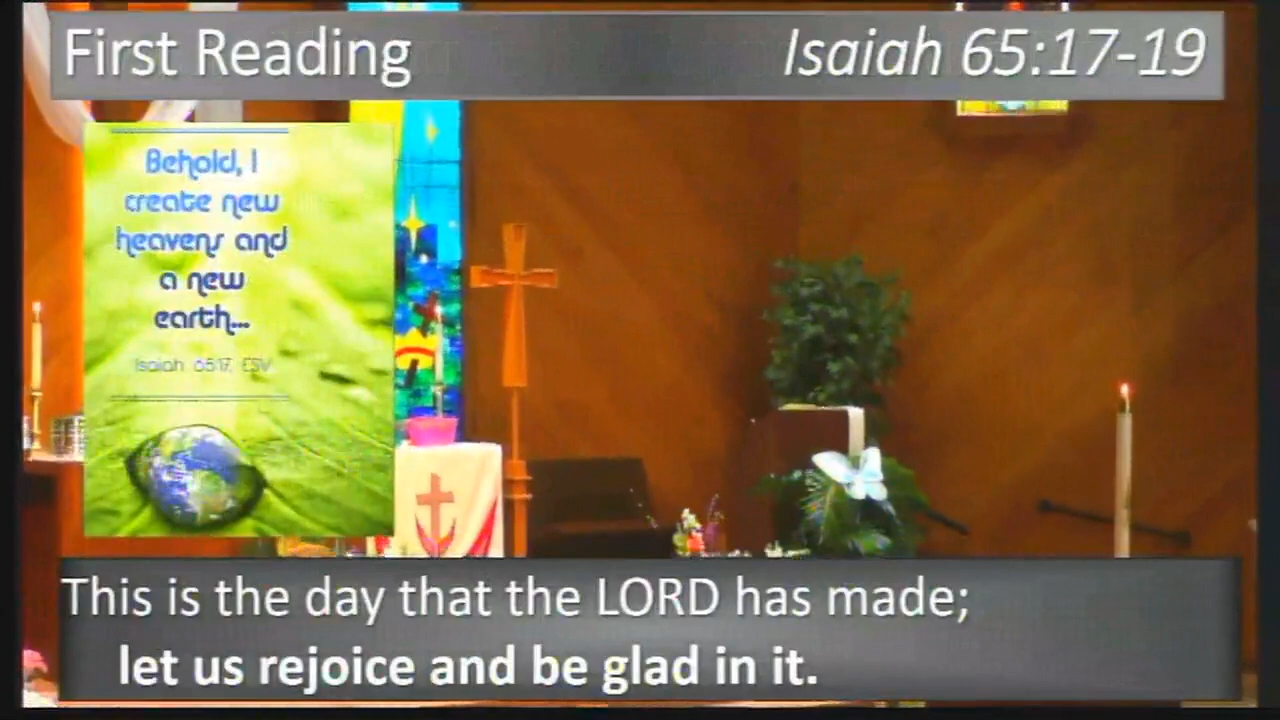 First Reading
Isaiah 65:17-19
Behold, I
create new
heavens and
a new
earth...
Isaiah 65:17, ESV
This is the day that the LORD has made;
let us rejoice and be glad in it.